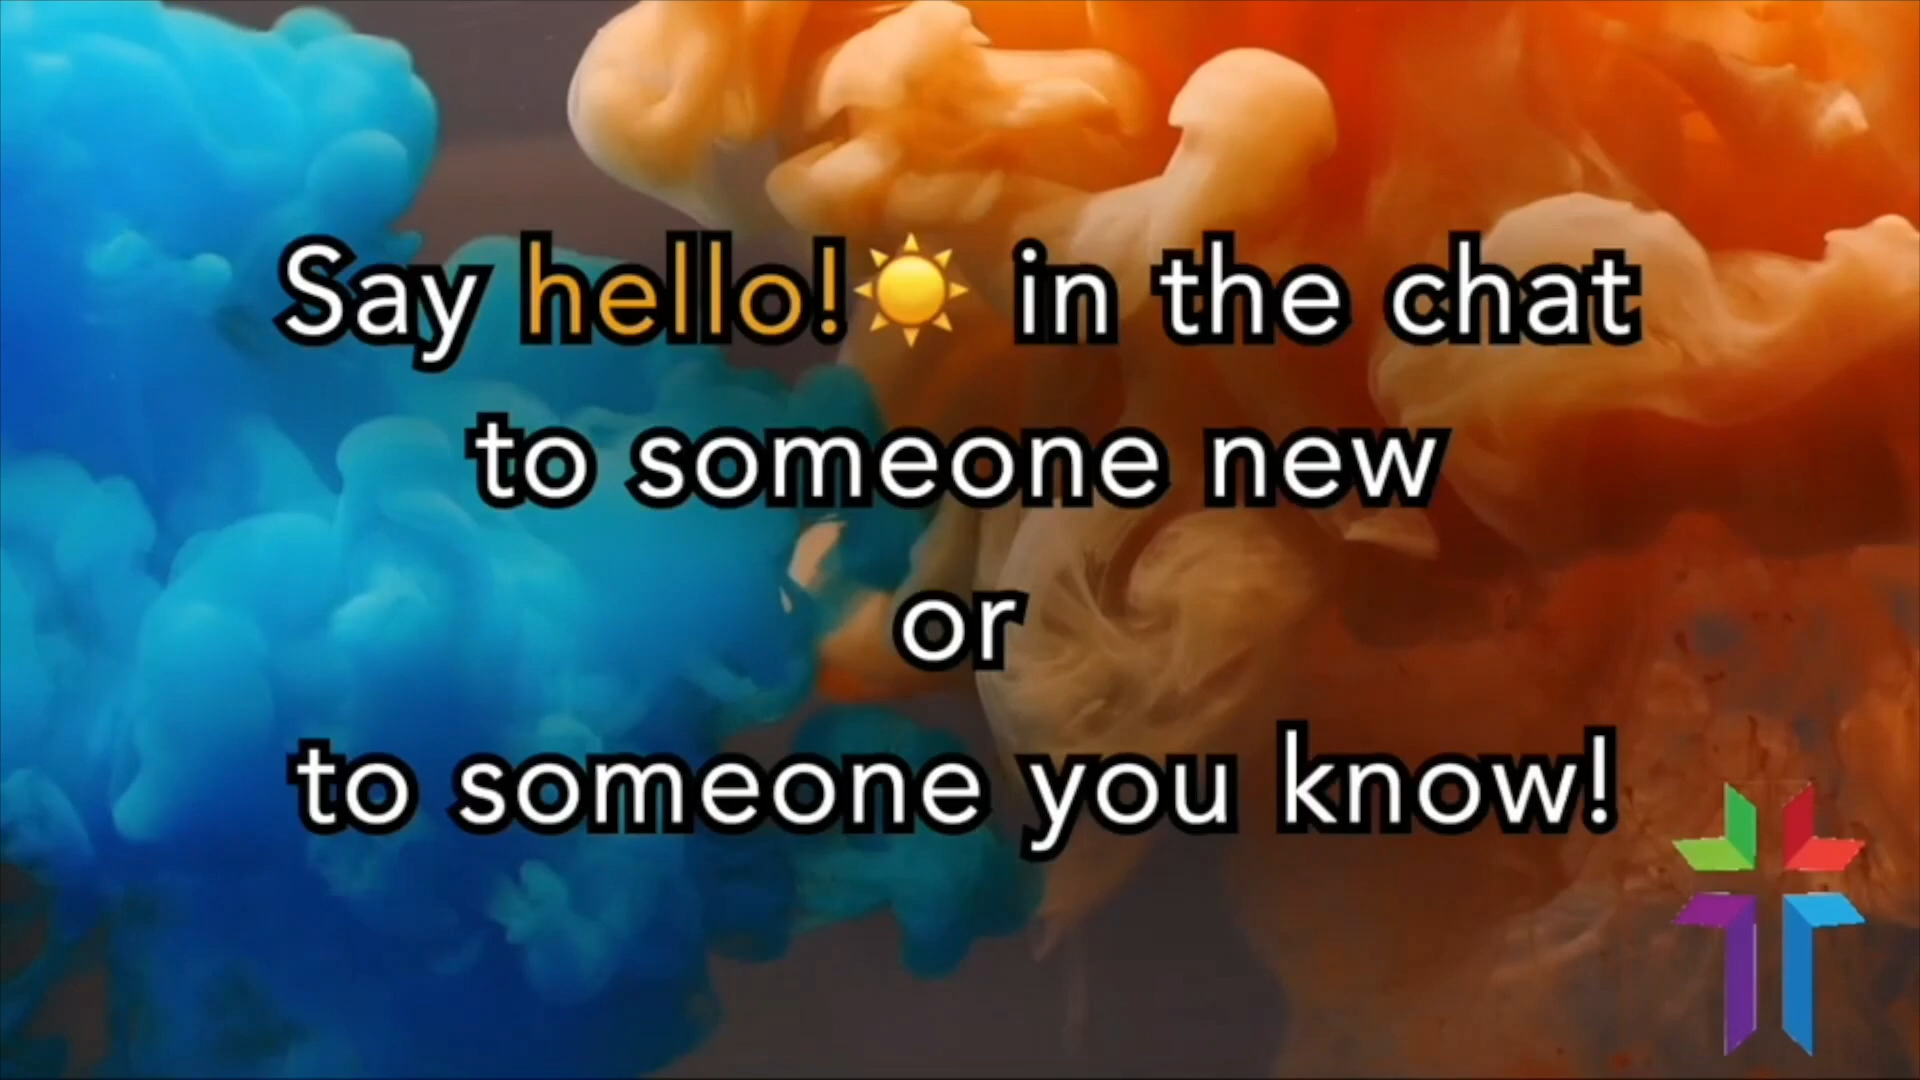 Say hello!☀️ in the chat
to someone new
or
to someone you know!